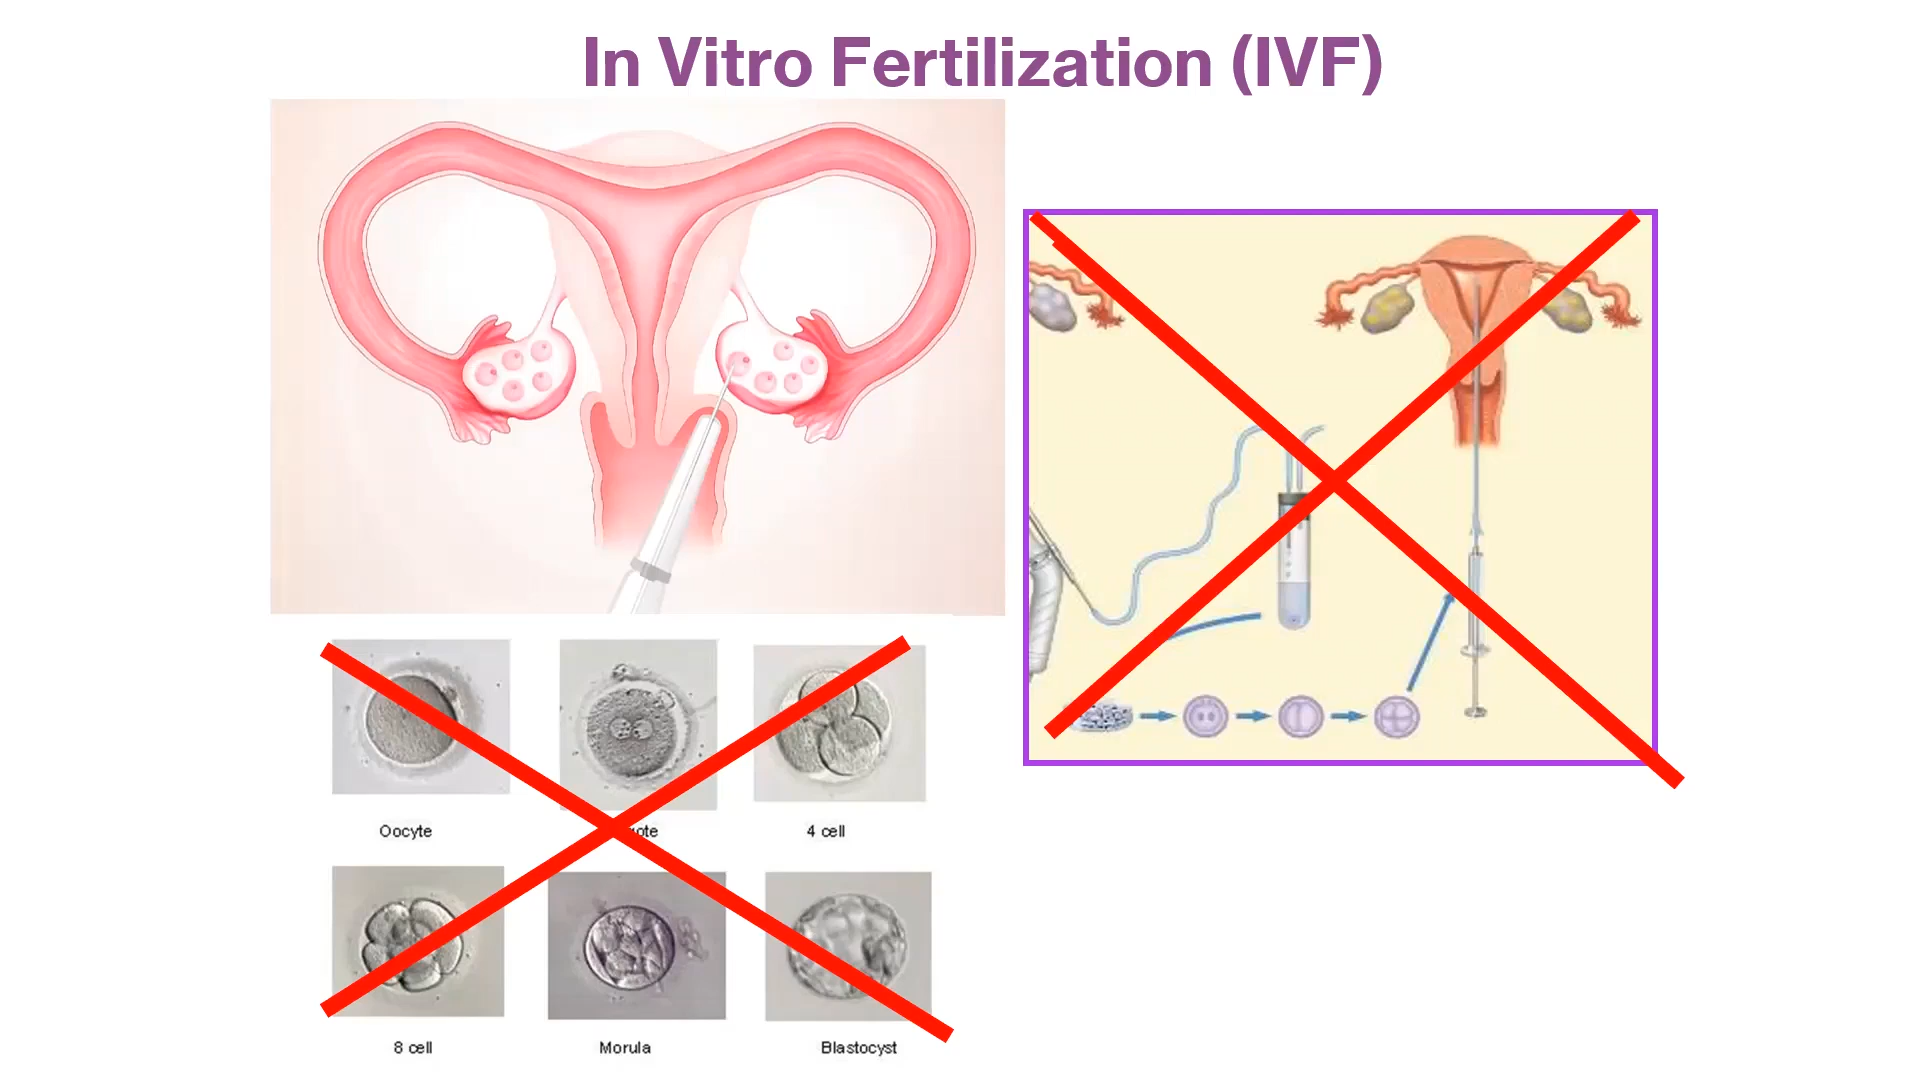 In Vitro Fertilization (IVF)
Oocyte
4 cell
8 cell
Morula
Blastocyst